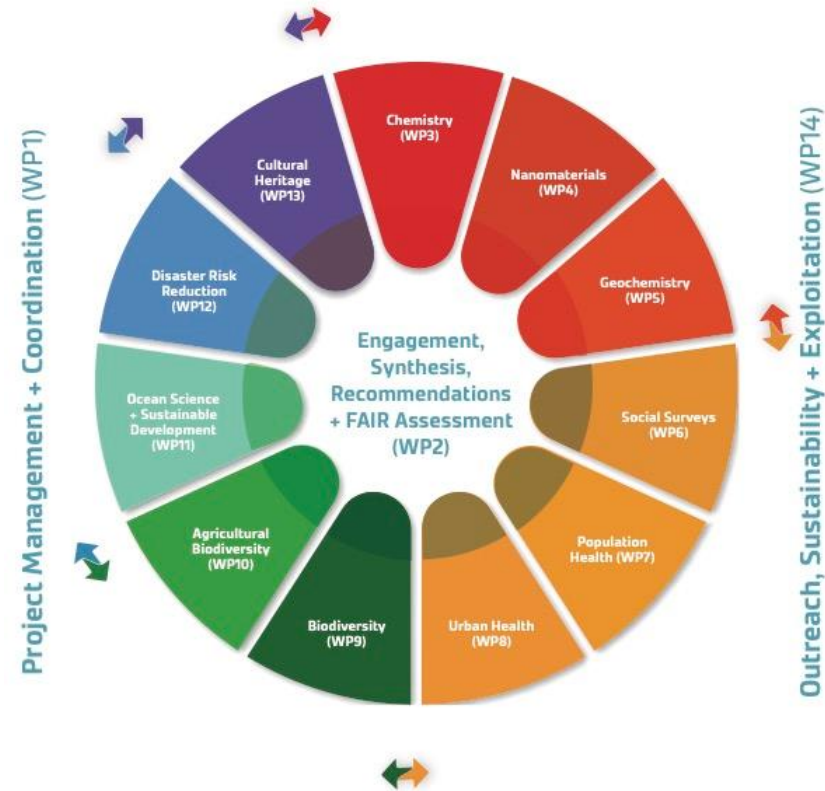 Project Management + Coordination (WP1)
Chemistry
(WP3)
Nanomaterials
(WP4)
Geochemistry
(WP5)
Social Surveys
(WP6)
Population
Health (WP7)
Urban Health
(WP8)
Biodiversity
(WP9)
Agricultural
Biodiversity
(WP10)
Ocean Science
+ Sustainable
Development
(WP11)
Disaster Risk
Reduction
(WP12)
Cultural
Heritage
(WP13)
Engagement,
Synthesis,
Recommendations
+ FAIR Assessment
(WP2)
Outreach, Sustainability + Exploitation (WP14)